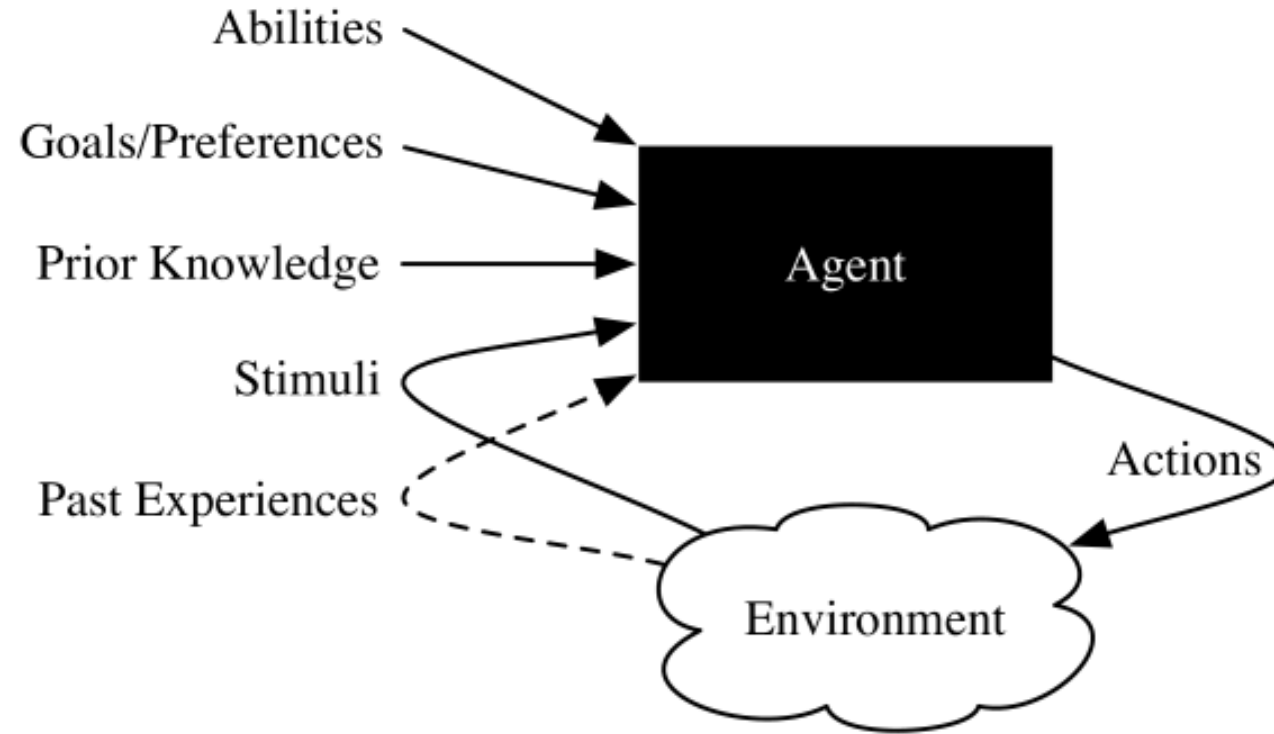 Abilities
Goals/Preferences
Prior Knowledge
Agent
Stimuli
Past Experiences
Actions
Environment